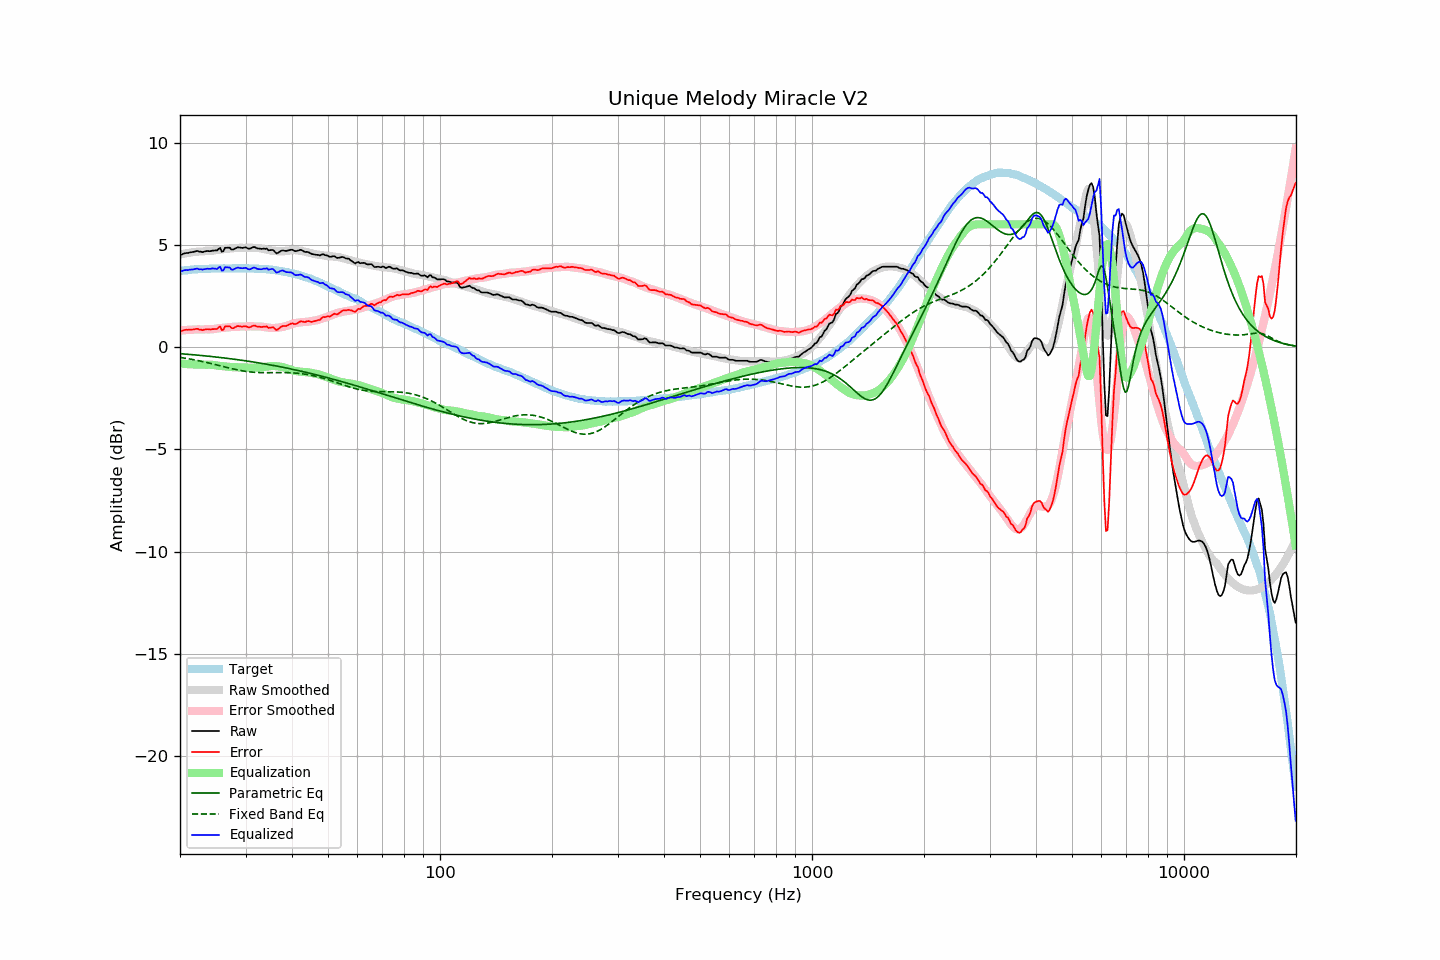 Unique Melody Miracle V2
Amplitude (dBr)
10
5
0
−5
−10
−15
−20
Target
Raw Smoothed
Error Smoothed
Raw
Error
Equalization
Parametric Eq
Fixed Band Eq
Equalized
100
1000
10000
Frequency (Hz)